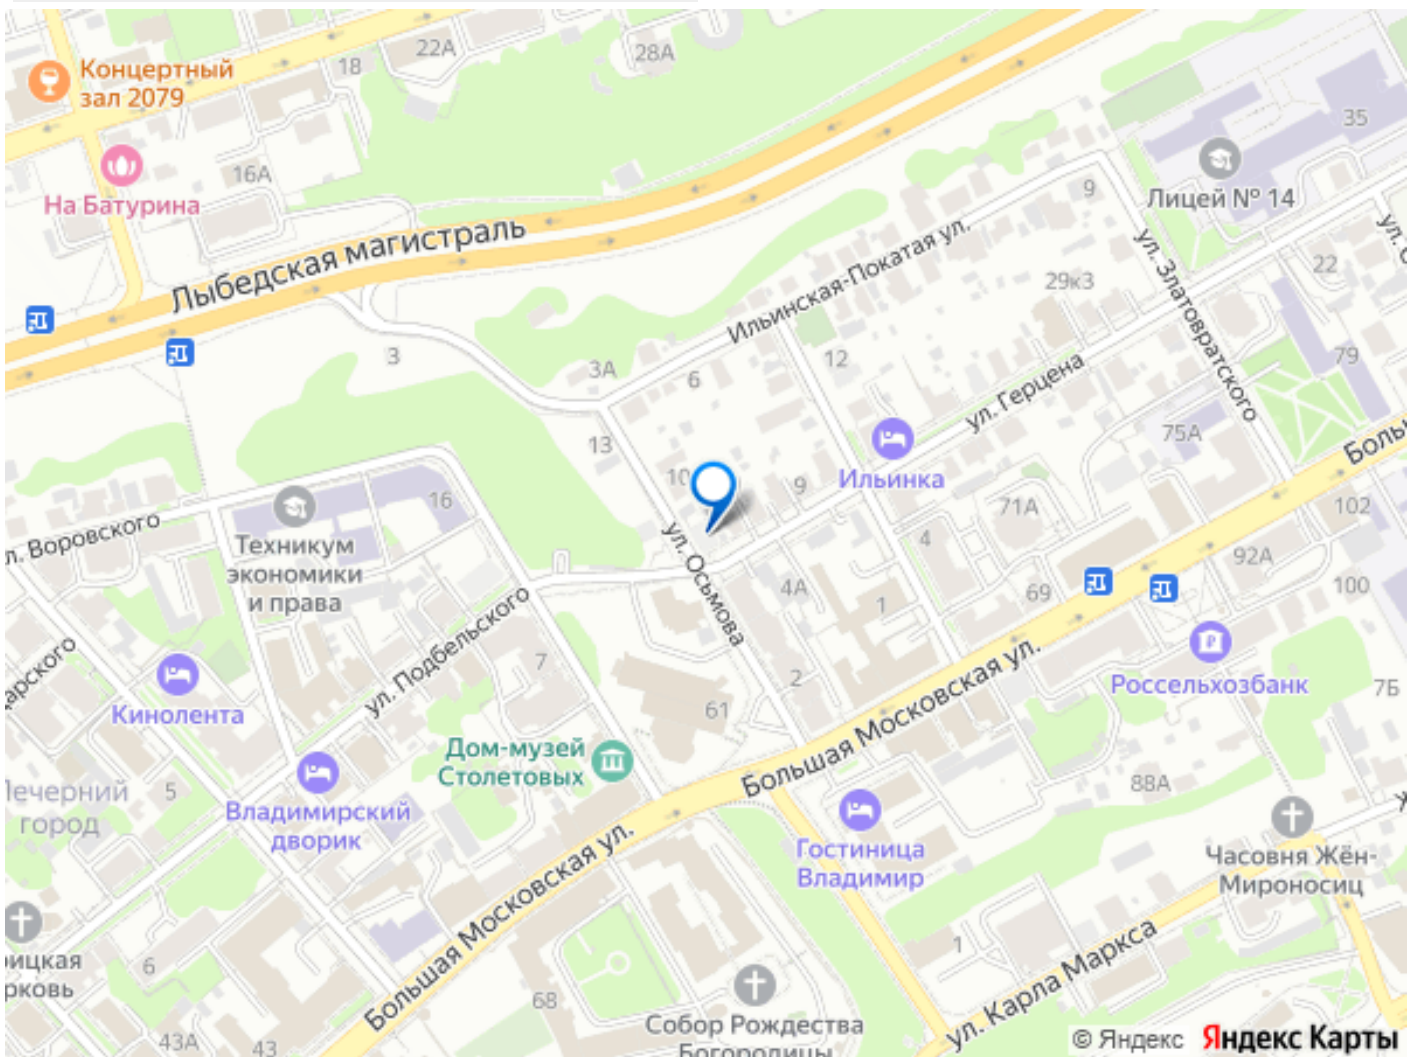 22А
28А
18
Концертный
зал 2079
35
16А
9
Лицей № 14
На Батурина
Лыбедская магистраль
Ильинская-Покатая ул.
ул. Златовратского
22
29к3
3
3А
6
12
79
ул. Герцена
13
10
9
75А
Ильинка
16
71А
102
ул. Осьмова
4
92А
Техникум
экономики
и права
л. Воровского
4А
1
69
100
ул. Подбельского
7
2
Россельхозбанк
7Б
Кинолента
61
Большая Московская ул.
Дом-музей
Столетовых
88А
5
город
Владимирский
дворик
Гостиница
Владимир
Часовня Жён-
Мироносиц
Большая Московская ул.
1
ул. Карла Маркса
6
68
43А
43
Собор Рождества
Богородицы
© Яндекс Яндекс Карты